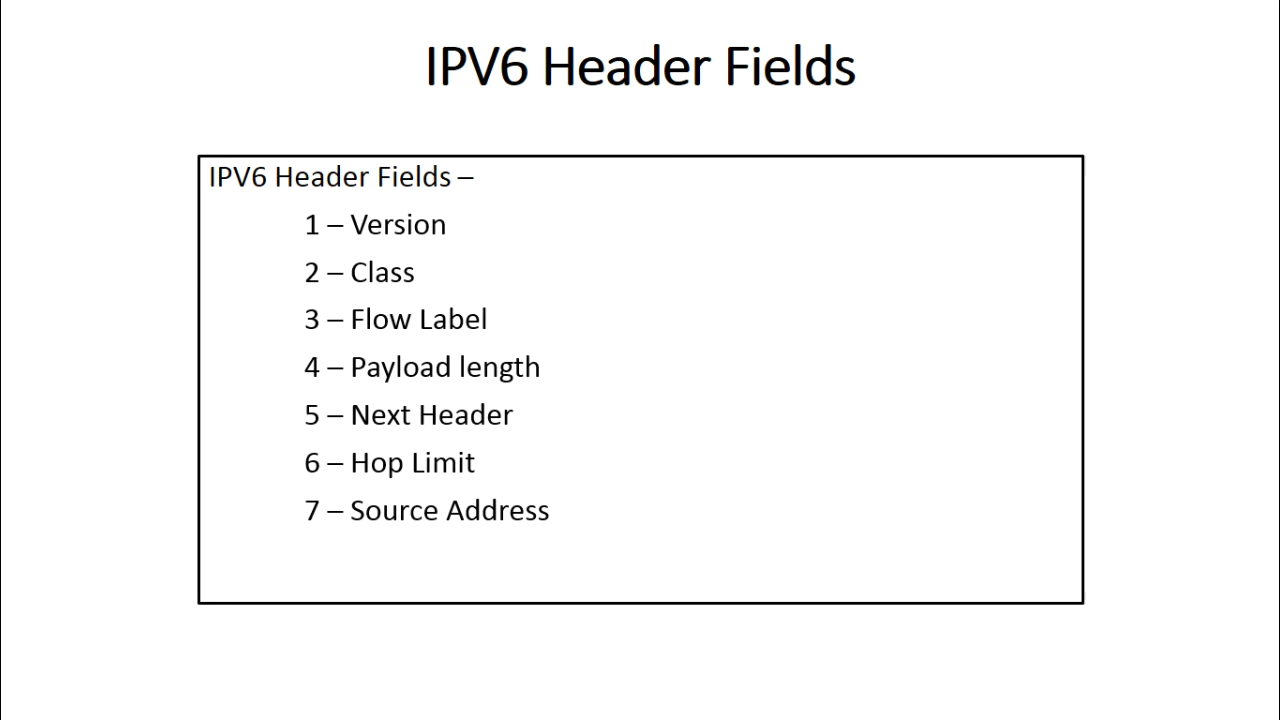 IPV6 Header Fields
IPV6 Header Fields –
1 – Version
2 – Class
3 – Flow Label
4 – Payload length
5 – Next Header
6 – Hop Limit
7 – Source Address